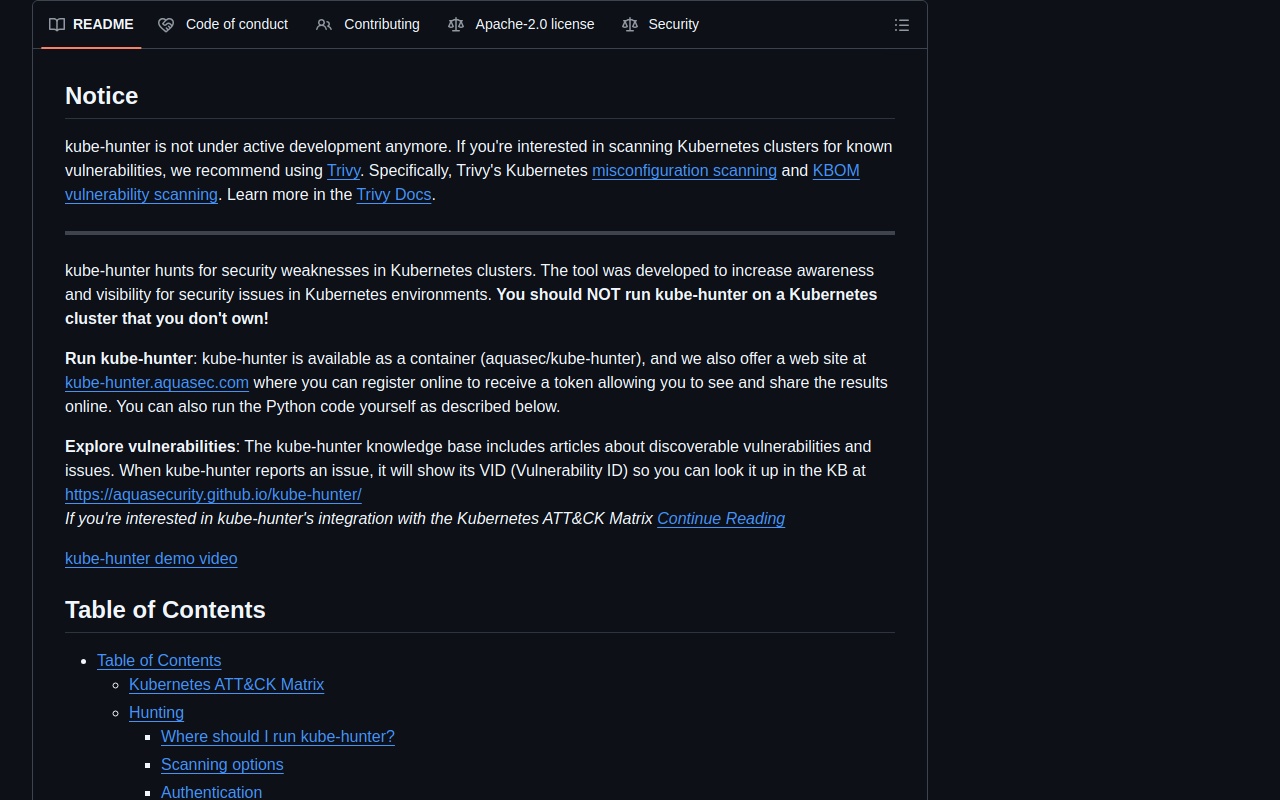 README
Code of conduct
Contributing
Apache-2.0 license
Security
Notice
kube-hunter is not under active development anymore. If you're interested in scanning Kubernetes clusters for known
vulnerabilities, we recommend using Trivy. Specifically, Trivy's Kubernetes misconfiguration scanning and KBOM
vulnerability scanning. Learn more in the Trivy Docs.
kube-hunter hunts for security weaknesses in Kubernetes clusters. The tool was developed to increase awareness
and visibility for security issues in Kubernetes environments. You should NOT run kube-hunter on a Kubernetes
cluster that you don't own!
Run kube-hunter: kube-hunter is available as a container (aquasec/kube-hunter), and we also offer a web site at
kube-hunter.aquasec.com where you can register online to receive a token allowing you to see and share the results
online. You can also run the Python code yourself as described below.
Explore vulnerabilities: The kube-hunter knowledge base includes articles about discoverable vulnerabilities and
issues. When kube-hunter reports an issue, it will show its VID (Vulnerability ID) so you can look it up in the KB at
https://aquasecurity.github.io/kube-hunter/
If you're interested in kube-hunter's integration with the Kubernetes ATT&CK Matrix Continue Reading
kube-hunter demo video
Table of Contents
Table of Contents
Kubernetes ATT&CK Matrix
Hunting
Where should I run kube-hunter?
Scanning options
Authentication